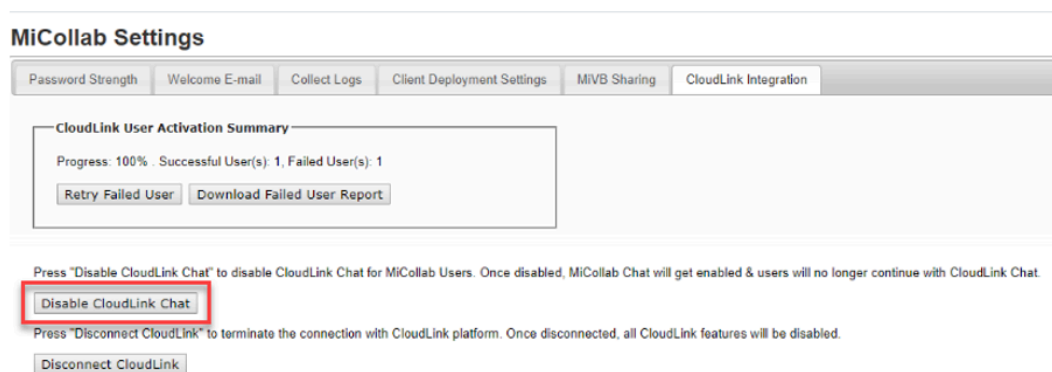 MiCollab Settings
Password Strength Welcome E-mail Collect Logs Client Deployment Settings MiVB Sharing CloudLink Integration
CloudLink User Activation Summary
Progress: 100% . Successful User(s): 1, Failed User(s): 1
Retry Failed User Download Failed User Report
Press "Disable CloudLink Chat" to disable CloudLink Chat for MiCollab Users. Once disabled, MiCollab Chat will get enabled & users will no longer continue with CloudLink Chat.
Disable CloudLink Chat
Press "Disconnect CloudLink" to terminate the connection with CloudLink platform. Once disconnected, all CloudLink features will be disabled.
Disconnect CloudLink